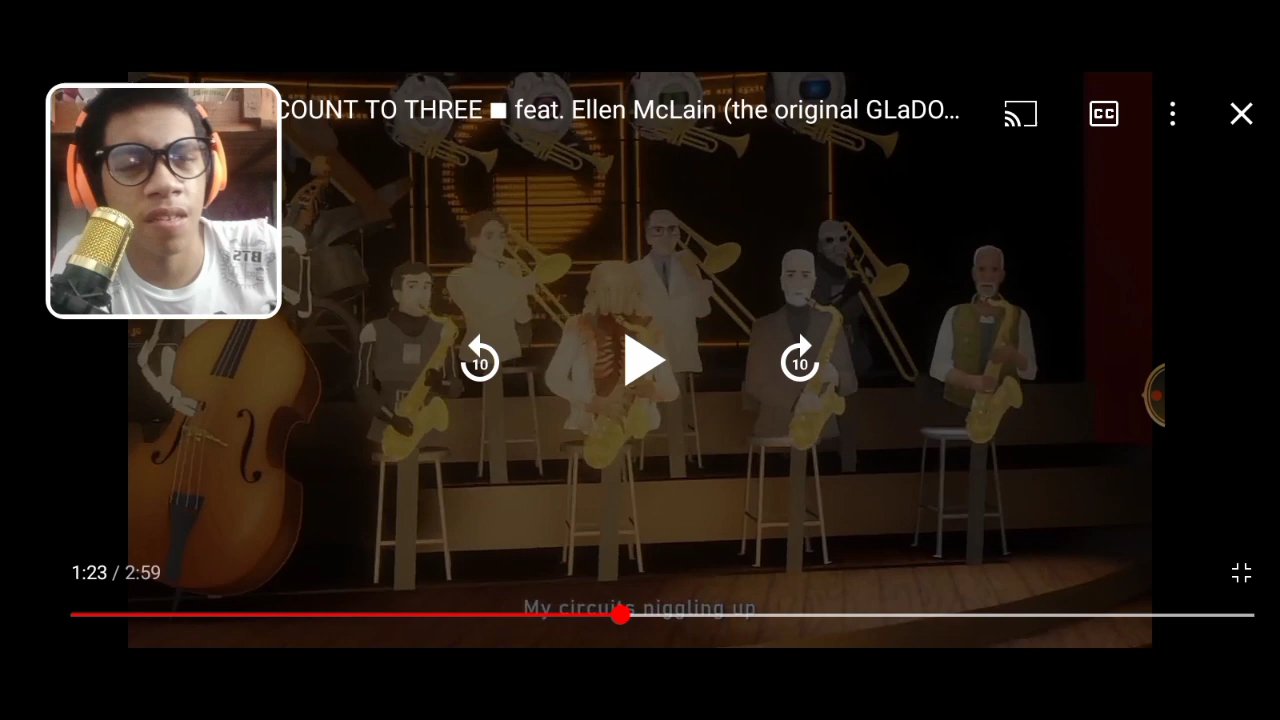 COUNT TO THREE ■ feat. Ellen McLain (the original GLaDO...
CC
BTS
10
10
1:23 / 2:59
My circuits niggling up